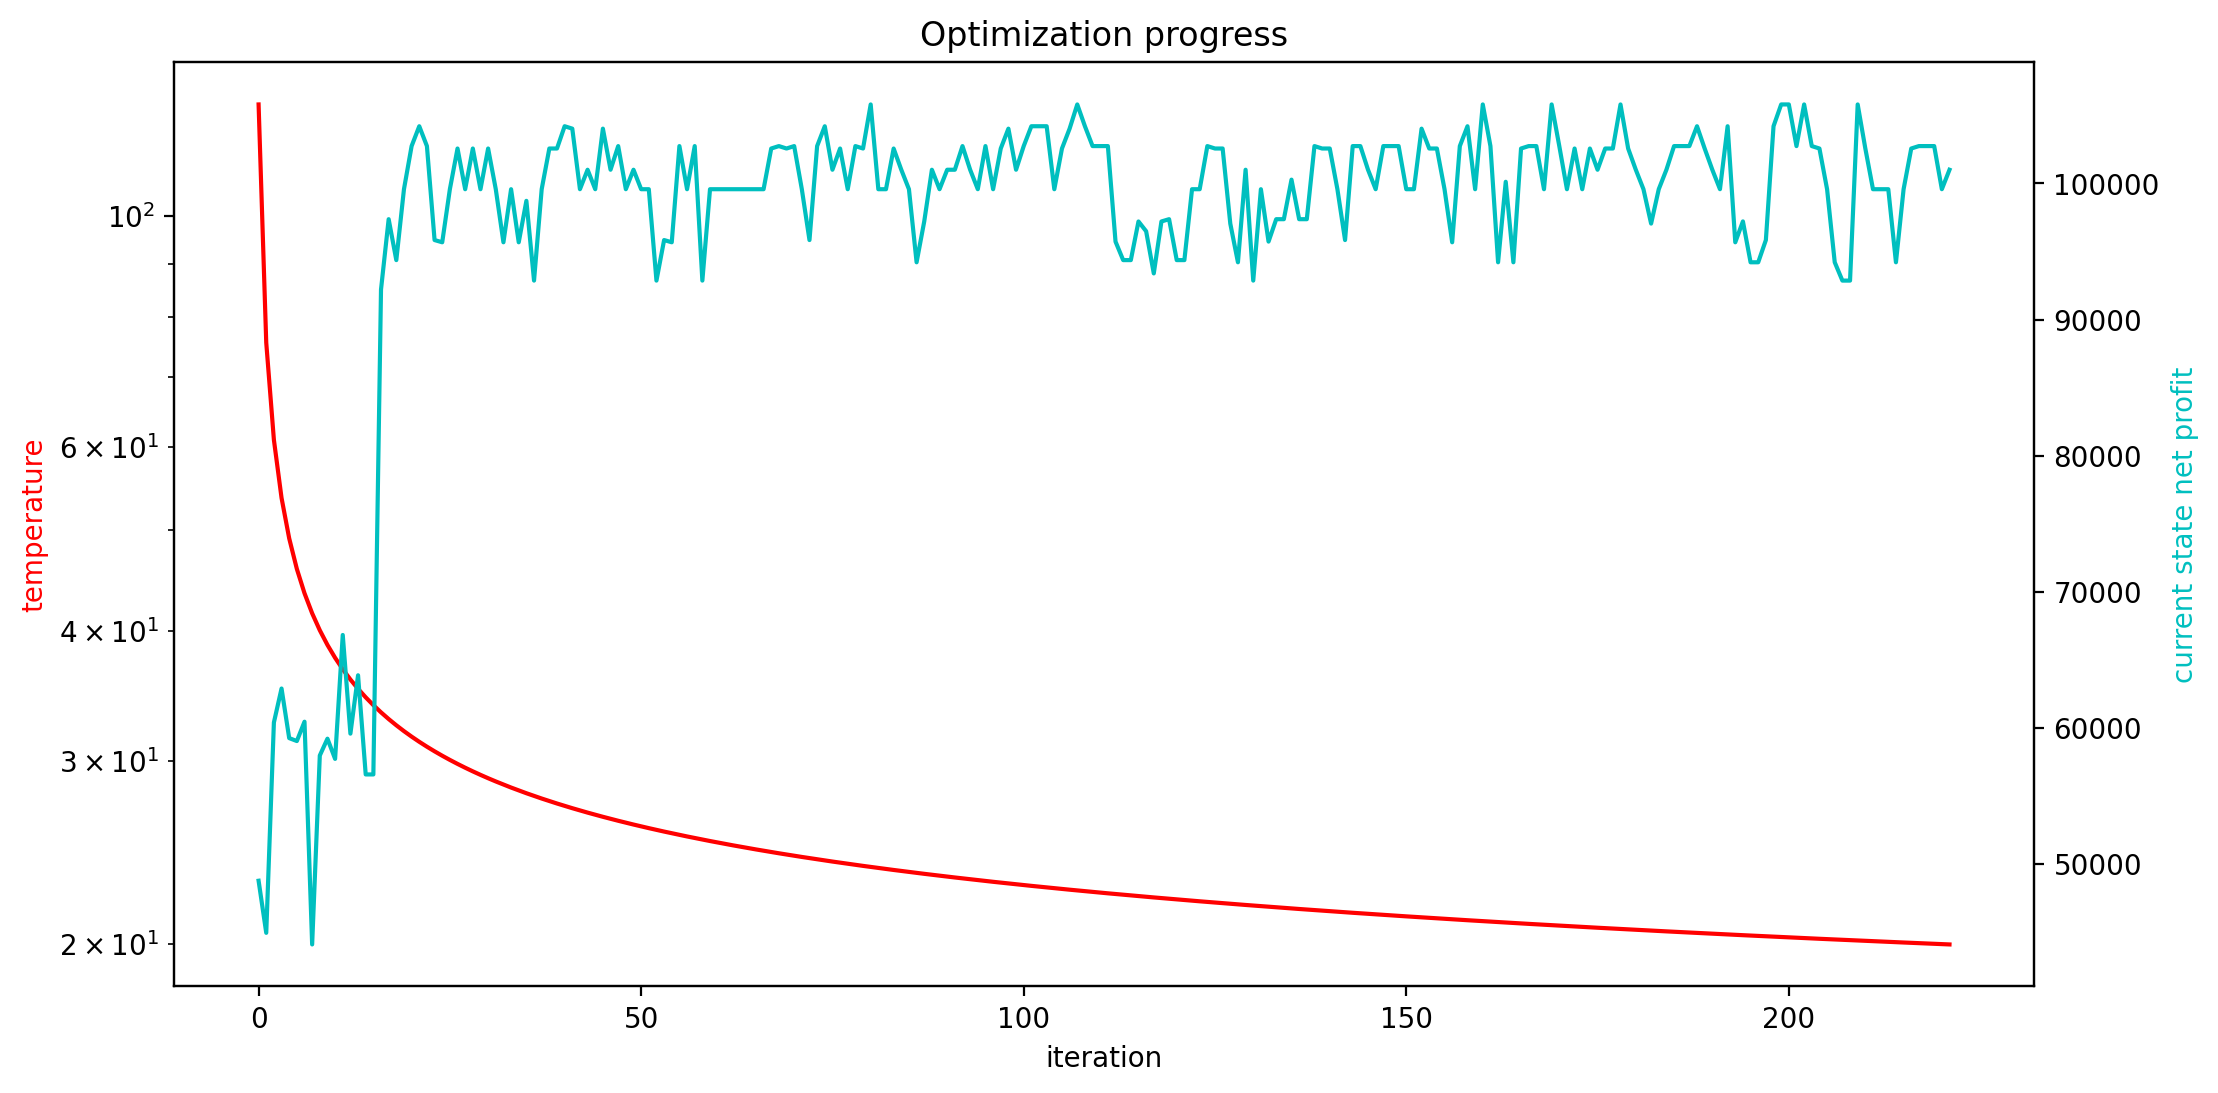 Optimization progress
temperature
10²
6 × 10¹
4 × 10¹
3 × 10¹
2 × 10¹
100000
90000
80000
70000
60000
50000
current state net profit
0 50 100 150 200
iteration